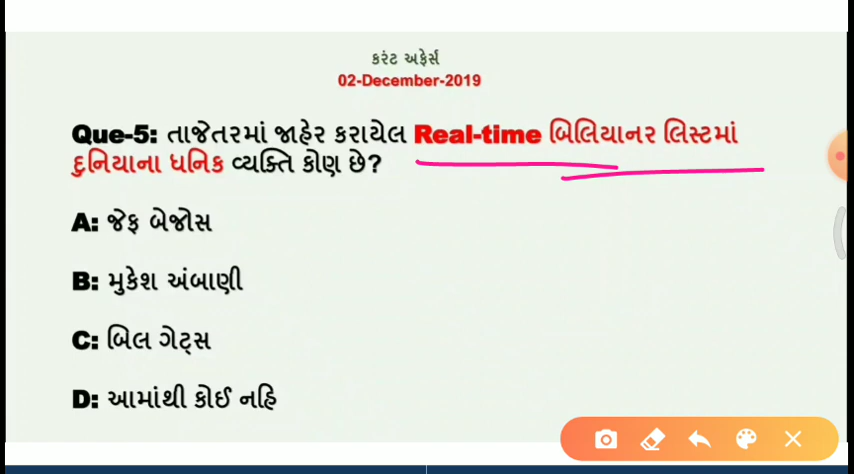 કરંટ અફેર્સ
02-December-2019
Que-5: તાજેતરમાં જાહેર કરાયેલ Real-time બિલિયાનર લિસ્ટમાં
દુનિયાના ધનિક વ્યક્તિ કોણ છે?
A: જેફ બેજોસ
B: મુકેશ અંબાણી
C: બિલ ગેટ્સ
D: આમાંથી કોઈ નહિ